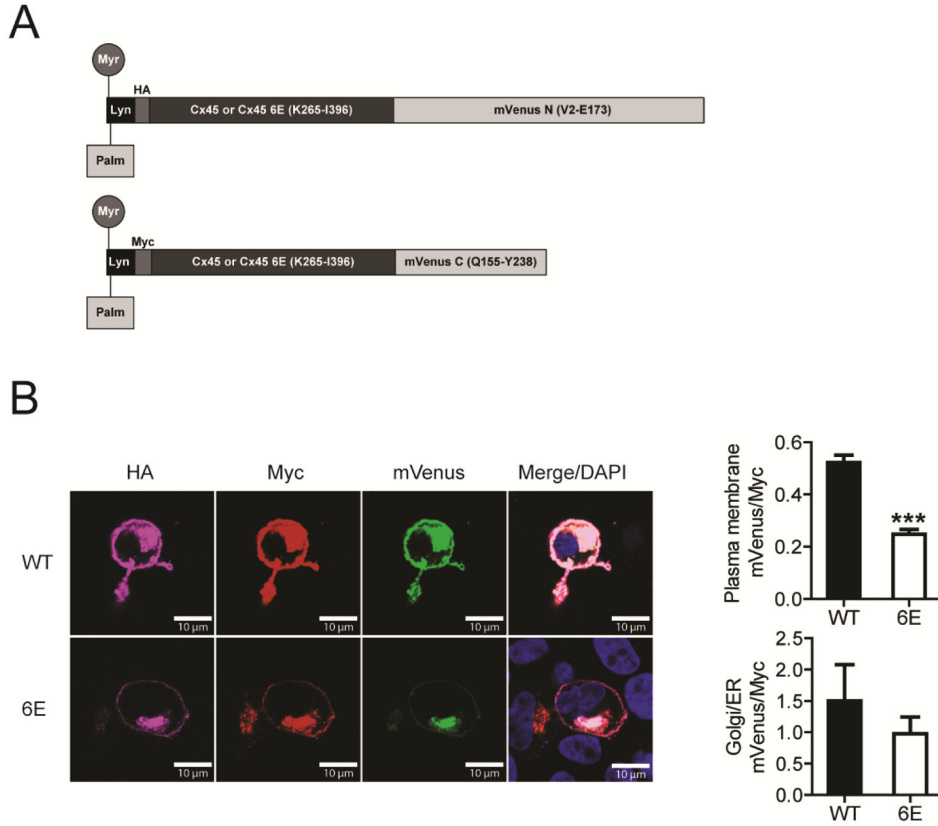 A
Myr
HA
Lyn
Cx45 or Cx45 6E (K265-I396)
mVenus N (V2-E173)
Palm
Myr
Myc
Lyn
Cx45 or Cx45 6E (K265-I396)
mVenus C (Q155-Y238)
Palm
B
HA
Myc
mVenus
Merge/DAPI
WT
10 µm
10 µm
10 µm
10 µm
6E
10 µm
10 µm
10 µm
10 µm
Plasma membrane
mVenus/Myc
0.6
0.4
0.2
0.0
***
WT
6E
Golgi/ER
mVenus/Myc
2.5
2.0
1.5
1.0
0.5
0.0
WT
6E